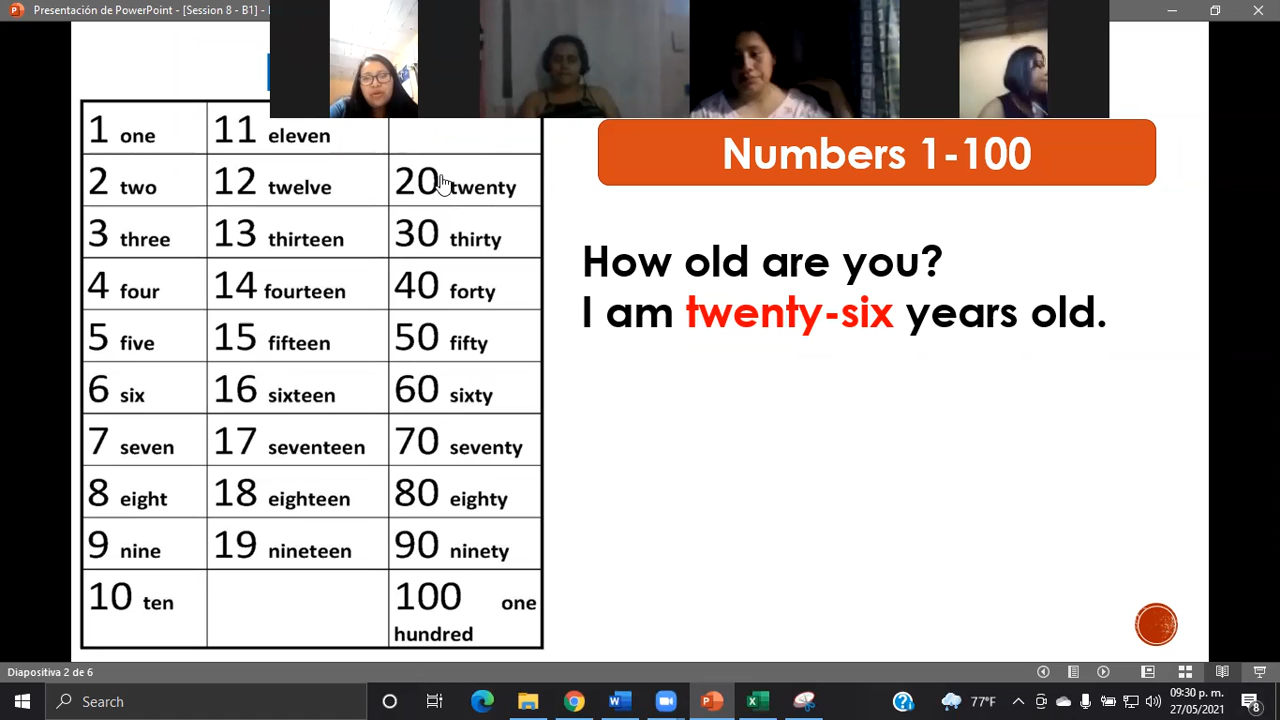 Presentación de PowerPoint - [Session 8 - B1]
1 one 11 eleven
2 two 12 twelve 20 twenty
3 three 13 thirteen 30 thirty
4 four 14 fourteen 40 forty
5 five 15 fifteen 50 fifty
6 six 16 sixteen 60 sixty
7 seven 17 seventeen 70 seventy
8 eight 18 eighteen 80 eighty
9 nine 19 nineteen 90 ninety
10 ten 100 one
hundred
Numbers 1-100
How old are you?
I am twenty-six years old.
Diapositiva 2 de 6
Search
77°F
09:30 p. m.
27/05/2021
8